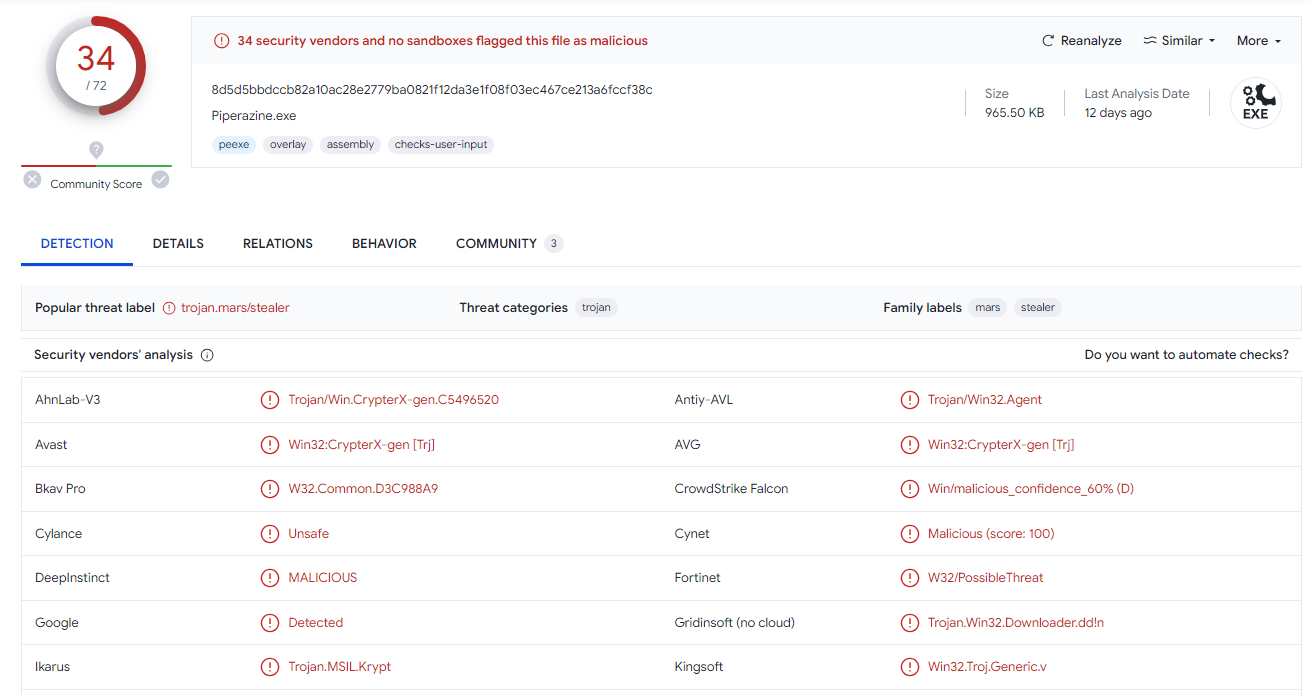 34
/ 72
?
Community Score
34 security vendors and no sandboxes flagged this file as malicious
Reanalyze
Similar
More
8d5d5bbdccb82a10ac28e2779ba0821f12da3e1f08f03ec467ce213a6fccf38c
Piperazine.exe
peexe overlay assembly checks-user-input
Size
965.50 KB
Last Analysis Date
12 days ago
EXE
DETECTION DETAILS RELATIONS BEHAVIOR COMMUNITY 3
Popular threat label trojan.mars/stealer Threat categories trojan Family labels mars stealer
Security vendors' analysis Do you want to automate checks?
AhnLab-V3 Trojan/Win.CrypterX-gen.C5496520 Antiy-AVL Trojan/Win32.Agent
Avast Win32:CrypterX-gen [Trj] AVG Win32:CrypterX-gen [Trj]
Bkav Pro W32.Common.D3C988A9 CrowdStrike Falcon Win/malicious_confidence_60% (D)
Cylance Unsafe Cynet Malicious (score: 100)
DeepInstinct MALICIOUS Fortinet W32/PossibleThreat
Google Detected Gridinsoft (no cloud) Trojan.Win32.Downloader.dd!n
Ikarus Trojan.MSIL.Krypt Kingsoft Win32.Troj.Generic.v